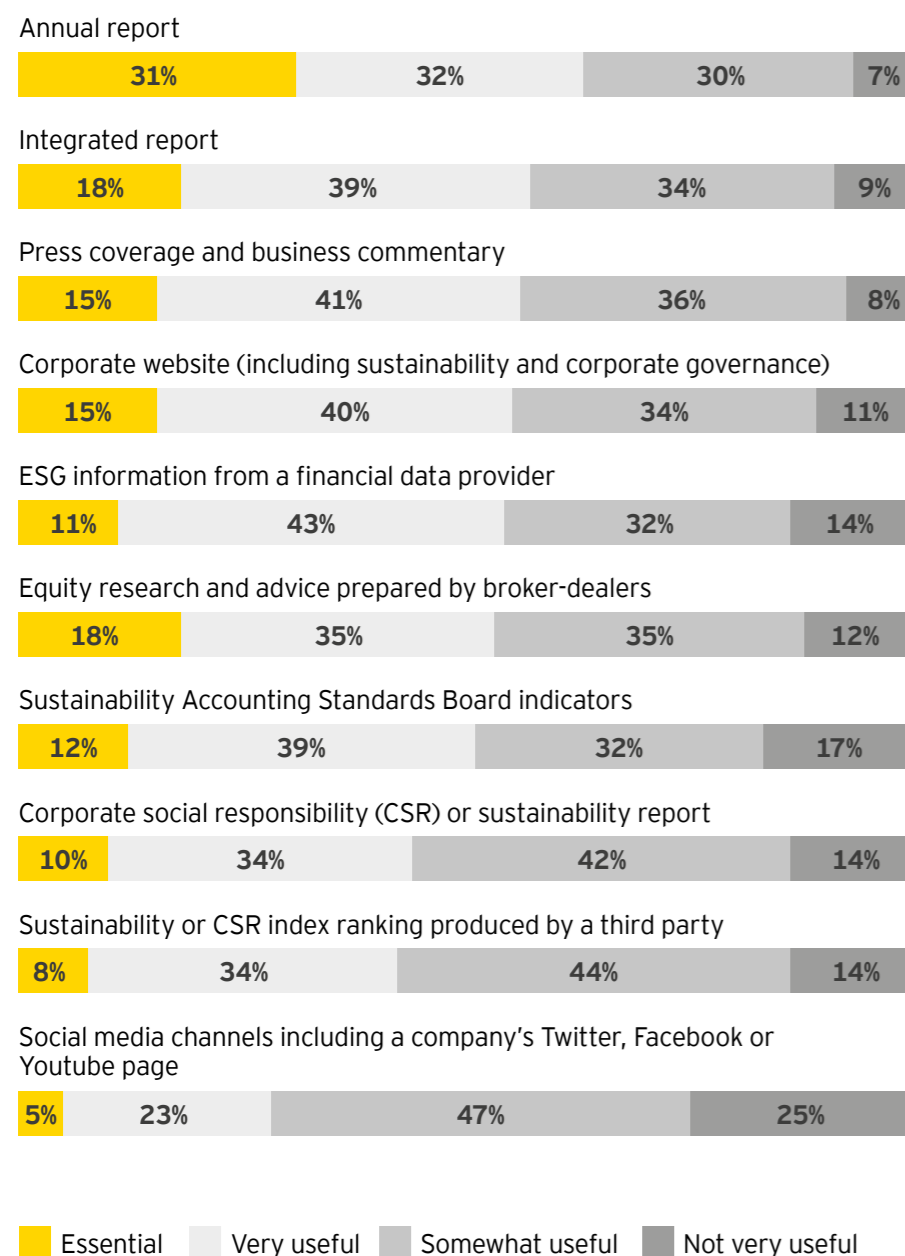 Annual report
31% 32% 30% 7%
Integrated report
18% 39% 34% 9%
Press coverage and business commentary
15% 41% 36% 8%
Corporate website (including sustainability and corporate governance)
15% 40% 34% 11%
ESG information from a financial data provider
11% 43% 32% 14%
Equity research and advice prepared by broker-dealers
18% 35% 35% 12%
Sustainability Accounting Standards Board indicators
12% 39% 32% 17%
Corporate social responsibility (CSR) or sustainability report
10% 34% 42% 14%
Sustainability or CSR index ranking produced by a third party
8% 34% 44% 14%
Social media channels including a company’s Twitter, Facebook or
Youtube page
5% 23% 47% 25%
Essential Very useful Somewhat useful Not very useful